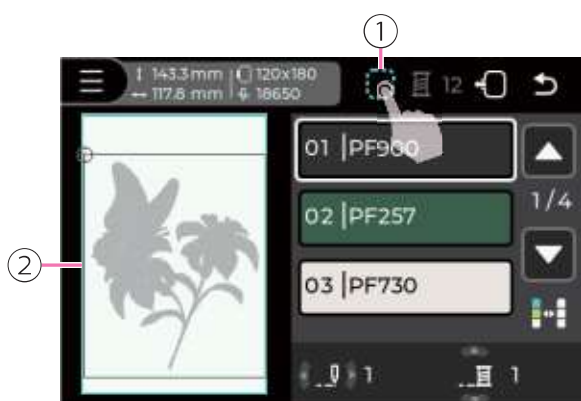 ①
143.3 mm 120x180
117.8 mm 18650
12
01 PF900
1/4
02 PF257
②
03 PF730
1 1